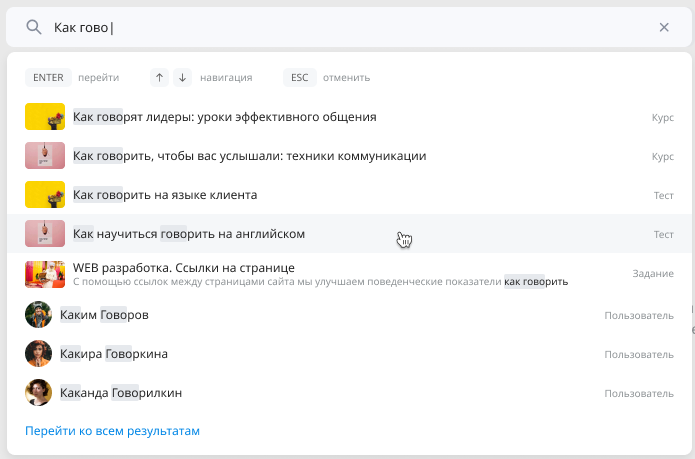 Как гово
ENTER перейти ↑ ↓ навигация ESC отменить
Как говорят лидеры: уроки эффективного общения Курс
Как говорить, чтобы вас услышали: техники коммуникации Курс
Как говорить на языке клиента Тест
Как научиться говорить на английском Тест
WEB разработка. Ссылки на странице Задание
С помощью ссылок между страницами сайта мы улучшаем поведенческие показатели как говорить
Каким Говоров Пользователь
Какира Говоркина Пользователь
Каканда Говорилкин Пользователь
Перейти ко всем результатам